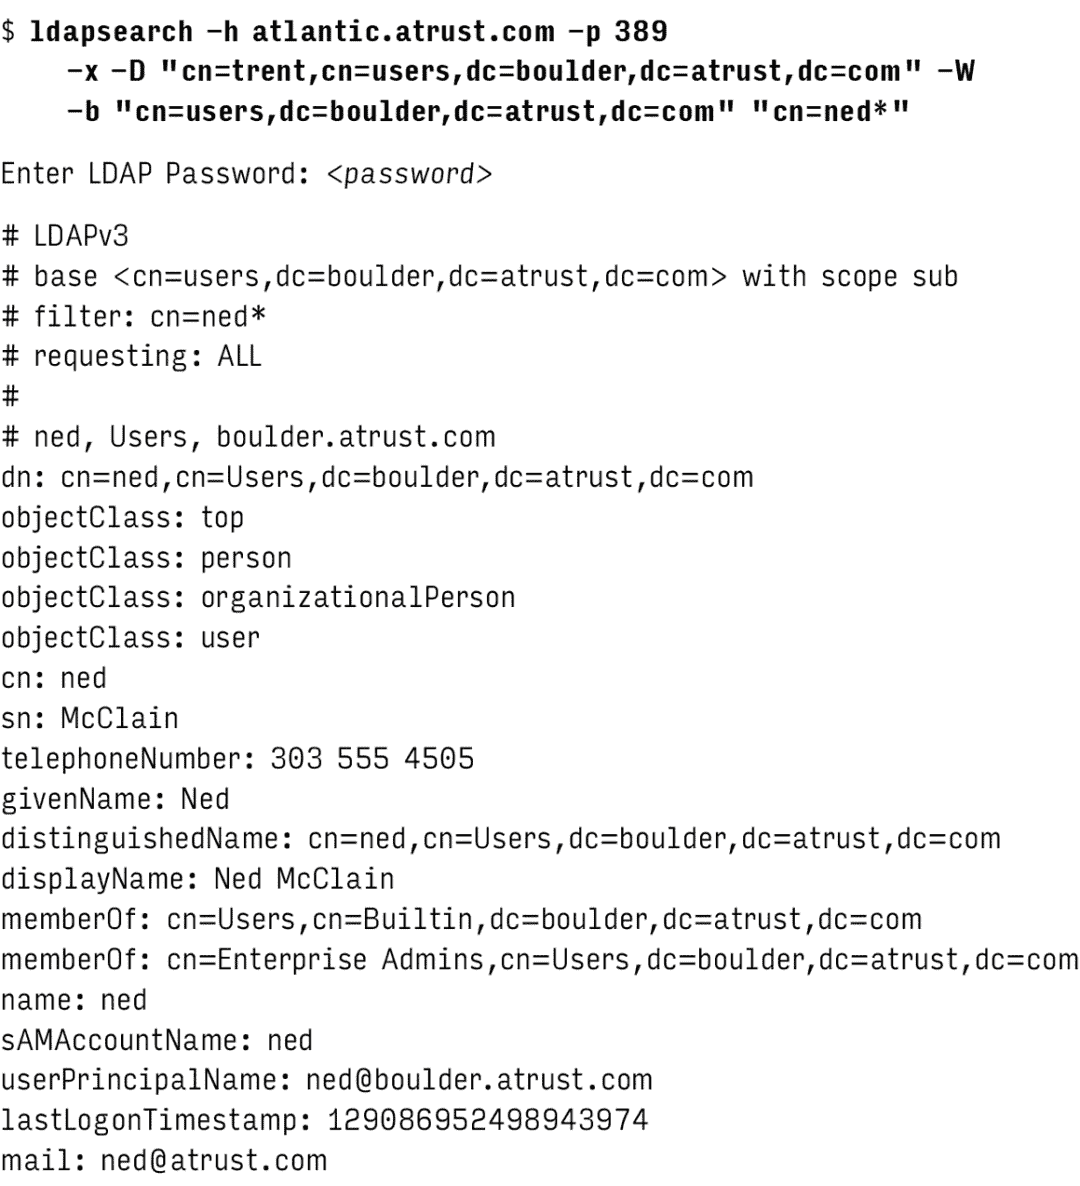 $ ldapsearch -h atlantic.atrust.com -p 389
-x -D "cn=trent,cn=users,dc=boulder,dc=atrust,dc=com" -W
-b "cn=users,dc=boulder,dc=atrust,dc=com" "cn=ned*"
Enter LDAP Password: <password>
# LDAPv3
# base <cn=users,dc=boulder,dc=atrust,dc=com> with scope sub
# filter: cn=ned*
# requesting: ALL
#
# ned, Users, boulder.atrust.com
dn: cn=ned,cn=Users,dc=boulder,dc=atrust,dc=com
objectClass: top
objectClass: person
objectClass: organizationalPerson
objectClass: user
cn: ned
sn: McClain
telephoneNumber: 303 555 4505
givenName: Ned
distinguishedName: cn=ned,cn=Users,dc=boulder,dc=atrust,dc=com
displayName: Ned McClain
memberOf: cn=Users,cn=Builtin,dc=boulder,dc=atrust,dc=com
memberOf: cn=Enterprise Admins,cn=Users,dc=boulder,dc=atrust,dc=com
name: ned
sAMAccountName: ned
userPrincipalName: ned@boulder.atrust.com
lastLogonTimestamp: 129086952498943974
mail: ned@atrust.com